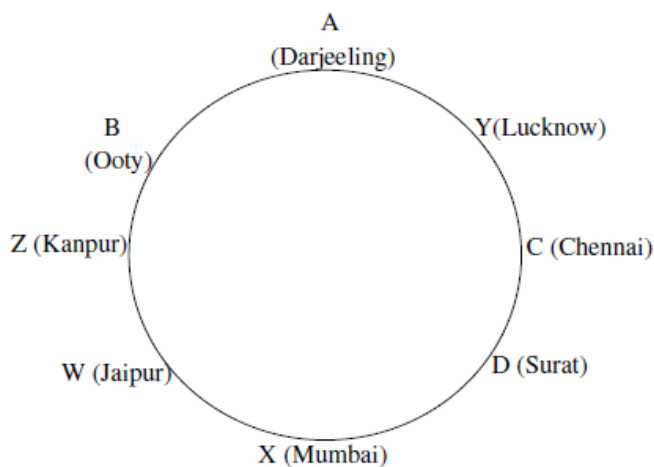 A
(Darjeeling)
B
(Ooty)
Y(Lucknow)
Z (Kanpur)
C (Chennai)
W (Jaipur)
D (Surat)
X (Mumbai)